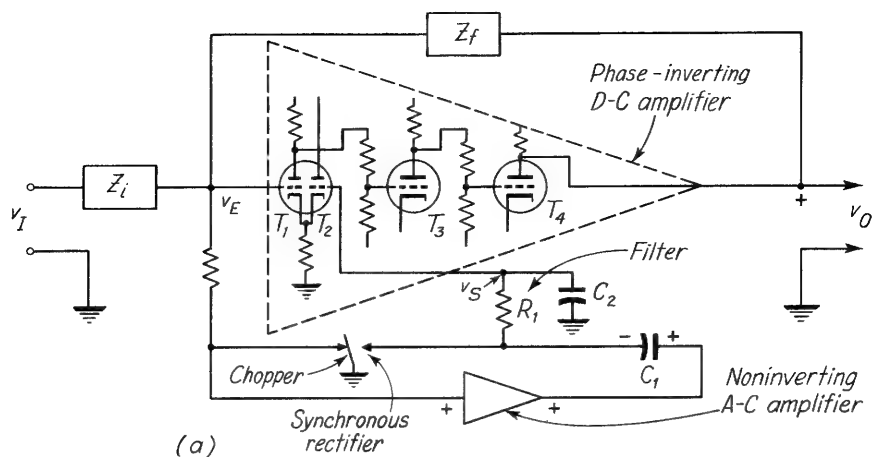 Z_f
Phase-inverting
D-C amplifier
Z_i
v_I
v_E
T_1
T_2
T_3
T_4
+
v_O
Filter
v_S
R_1
C_2
- +
C_1
Chopper
Synchronous
rectifier
+
+
Noninverting
A-C amplifier
(a)